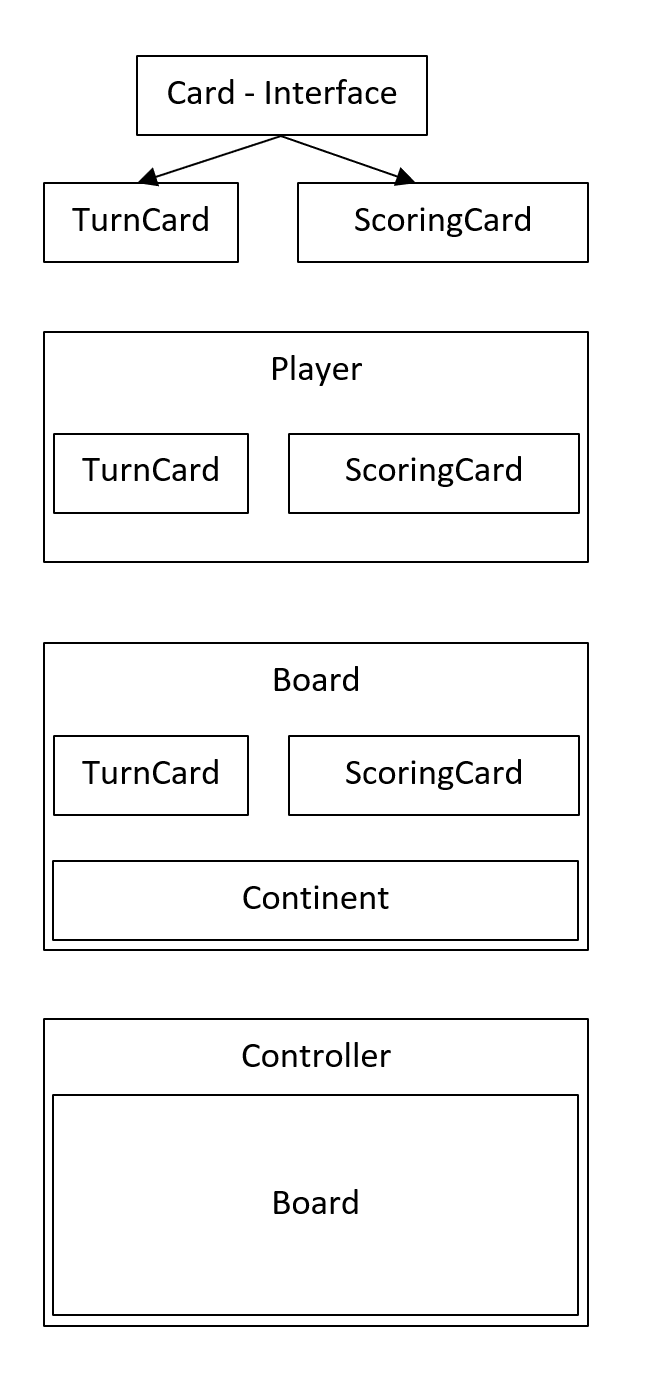 Card - Interface
TurnCard
ScoringCard
Player
TurnCard
ScoringCard
Board
TurnCard
ScoringCard
Continent
Controller
Board